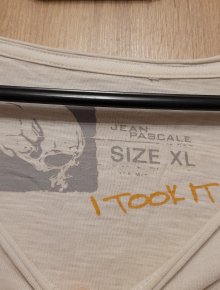 JEAN
PASCALE
SIZE XL
I TOOK IT